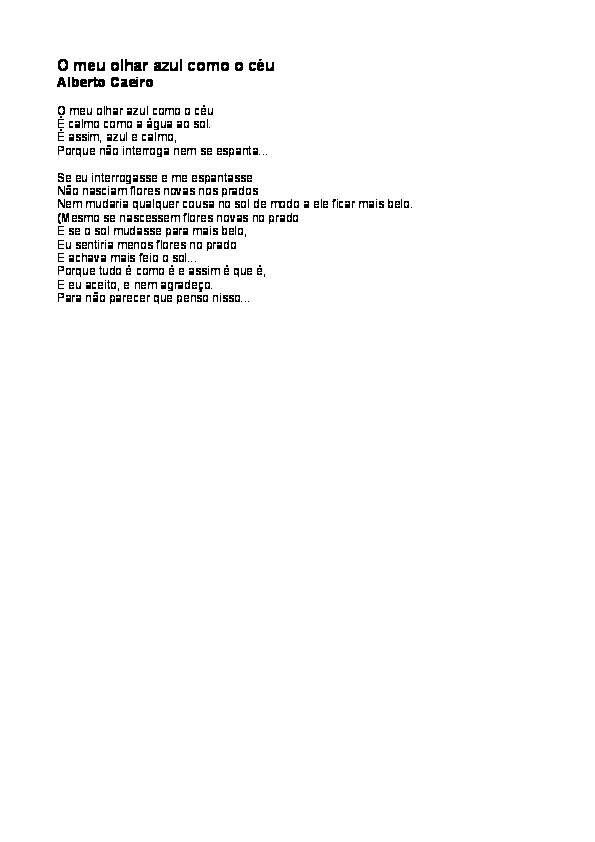 O meu olhar azul como o céu
Alberto Caeiro
O meu olhar azul como o céu
É calmo como a água ao sol.
É assim, azul e calmo,
Porque não interroga nem se espanta...
Se eu interrogasse e me espantasse
Não nasciam flores novas nos prados
Nem mudaria qualquer cousa no sol de modo a ele ficar mais belo.
(Mesmo se nascessem flores novas no prado
E se o sol mudasse para mais belo,
Eu sentiria menos flores no prado
E achava mais feio o sol...
Porque tudo é como é e assim é que é,
E eu aceito, e nem agradeço.
Para não parecer que penso nisso...